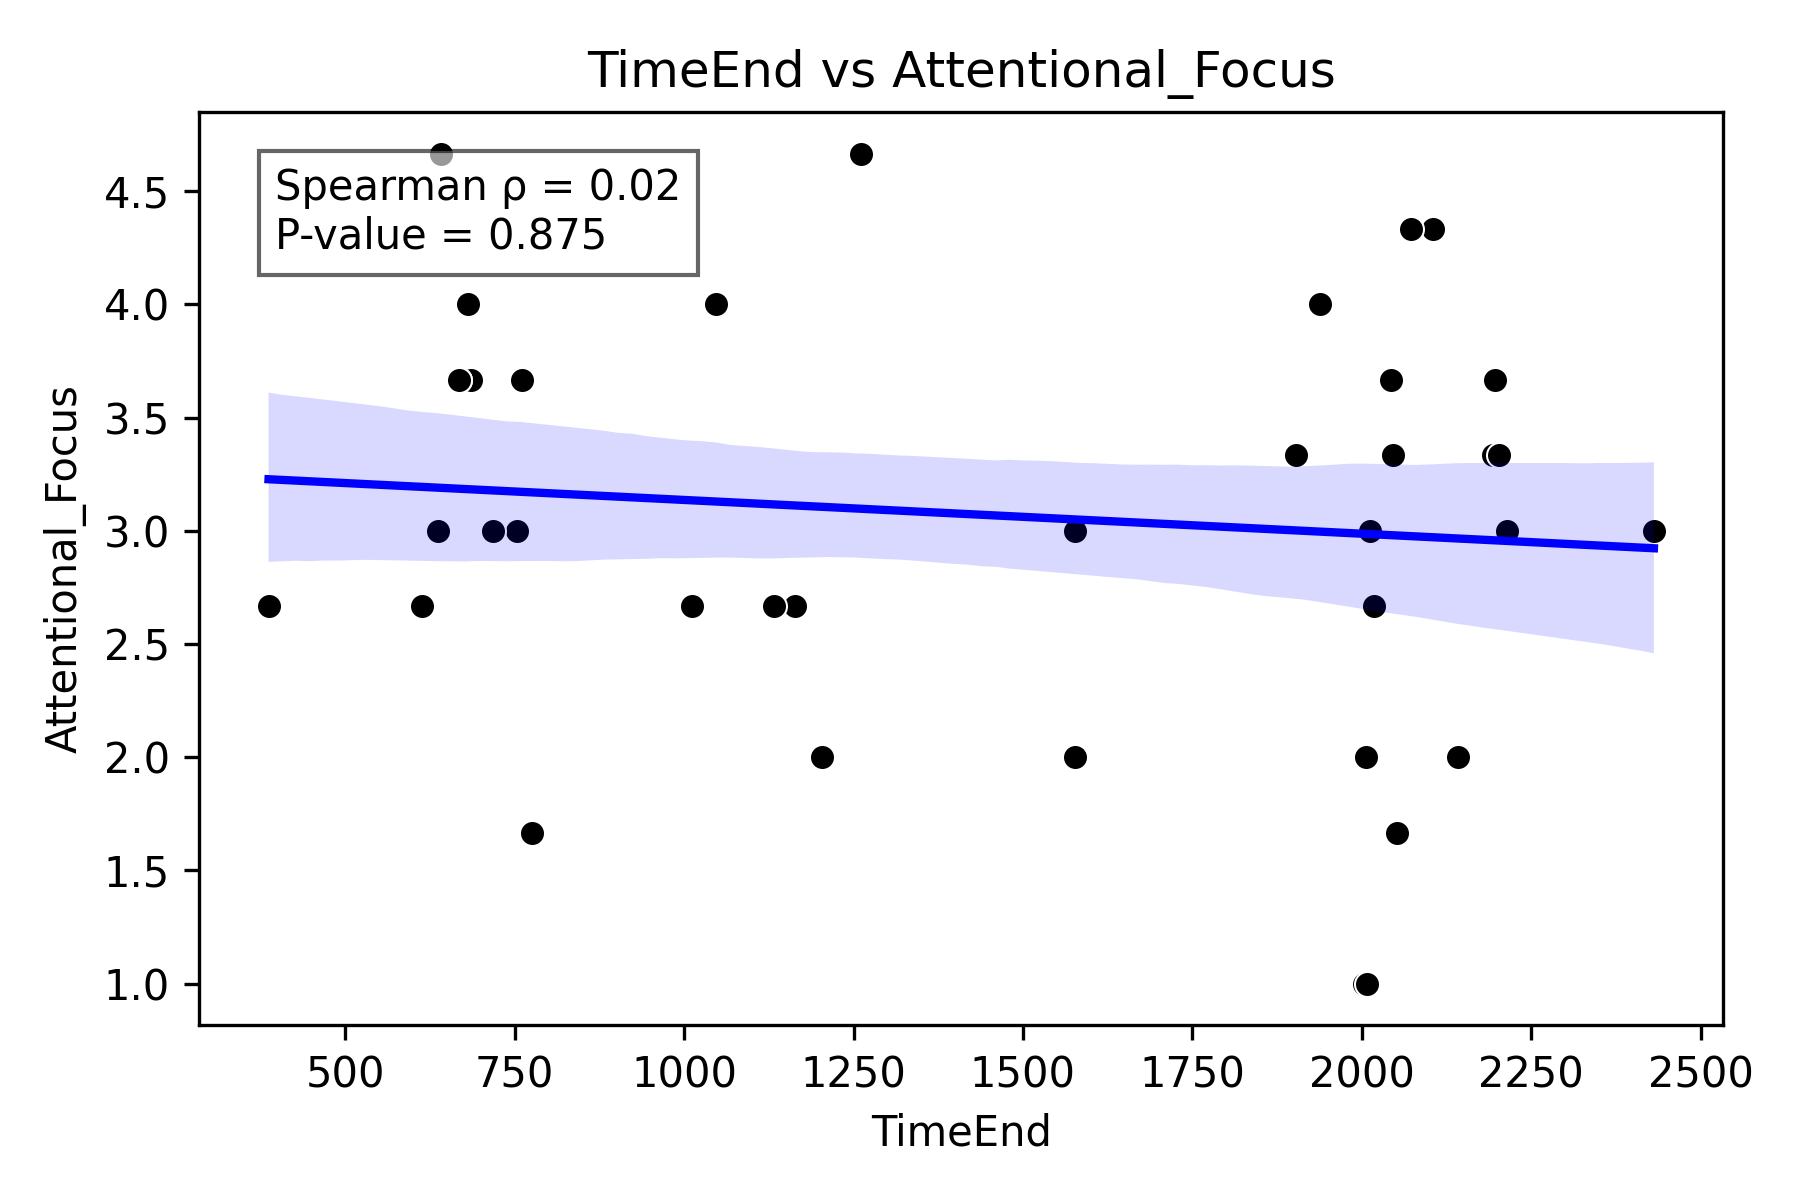 TimeEnd vs Attentional_Focus
Spearman ρ = 0.02
P-value = 0.875
Attentional_Focus
4.5
4.0
3.5
3.0
2.5
2.0
1.5
1.0
500 750 1000 1250 1500 1750 2000 2250 2500
TimeEnd